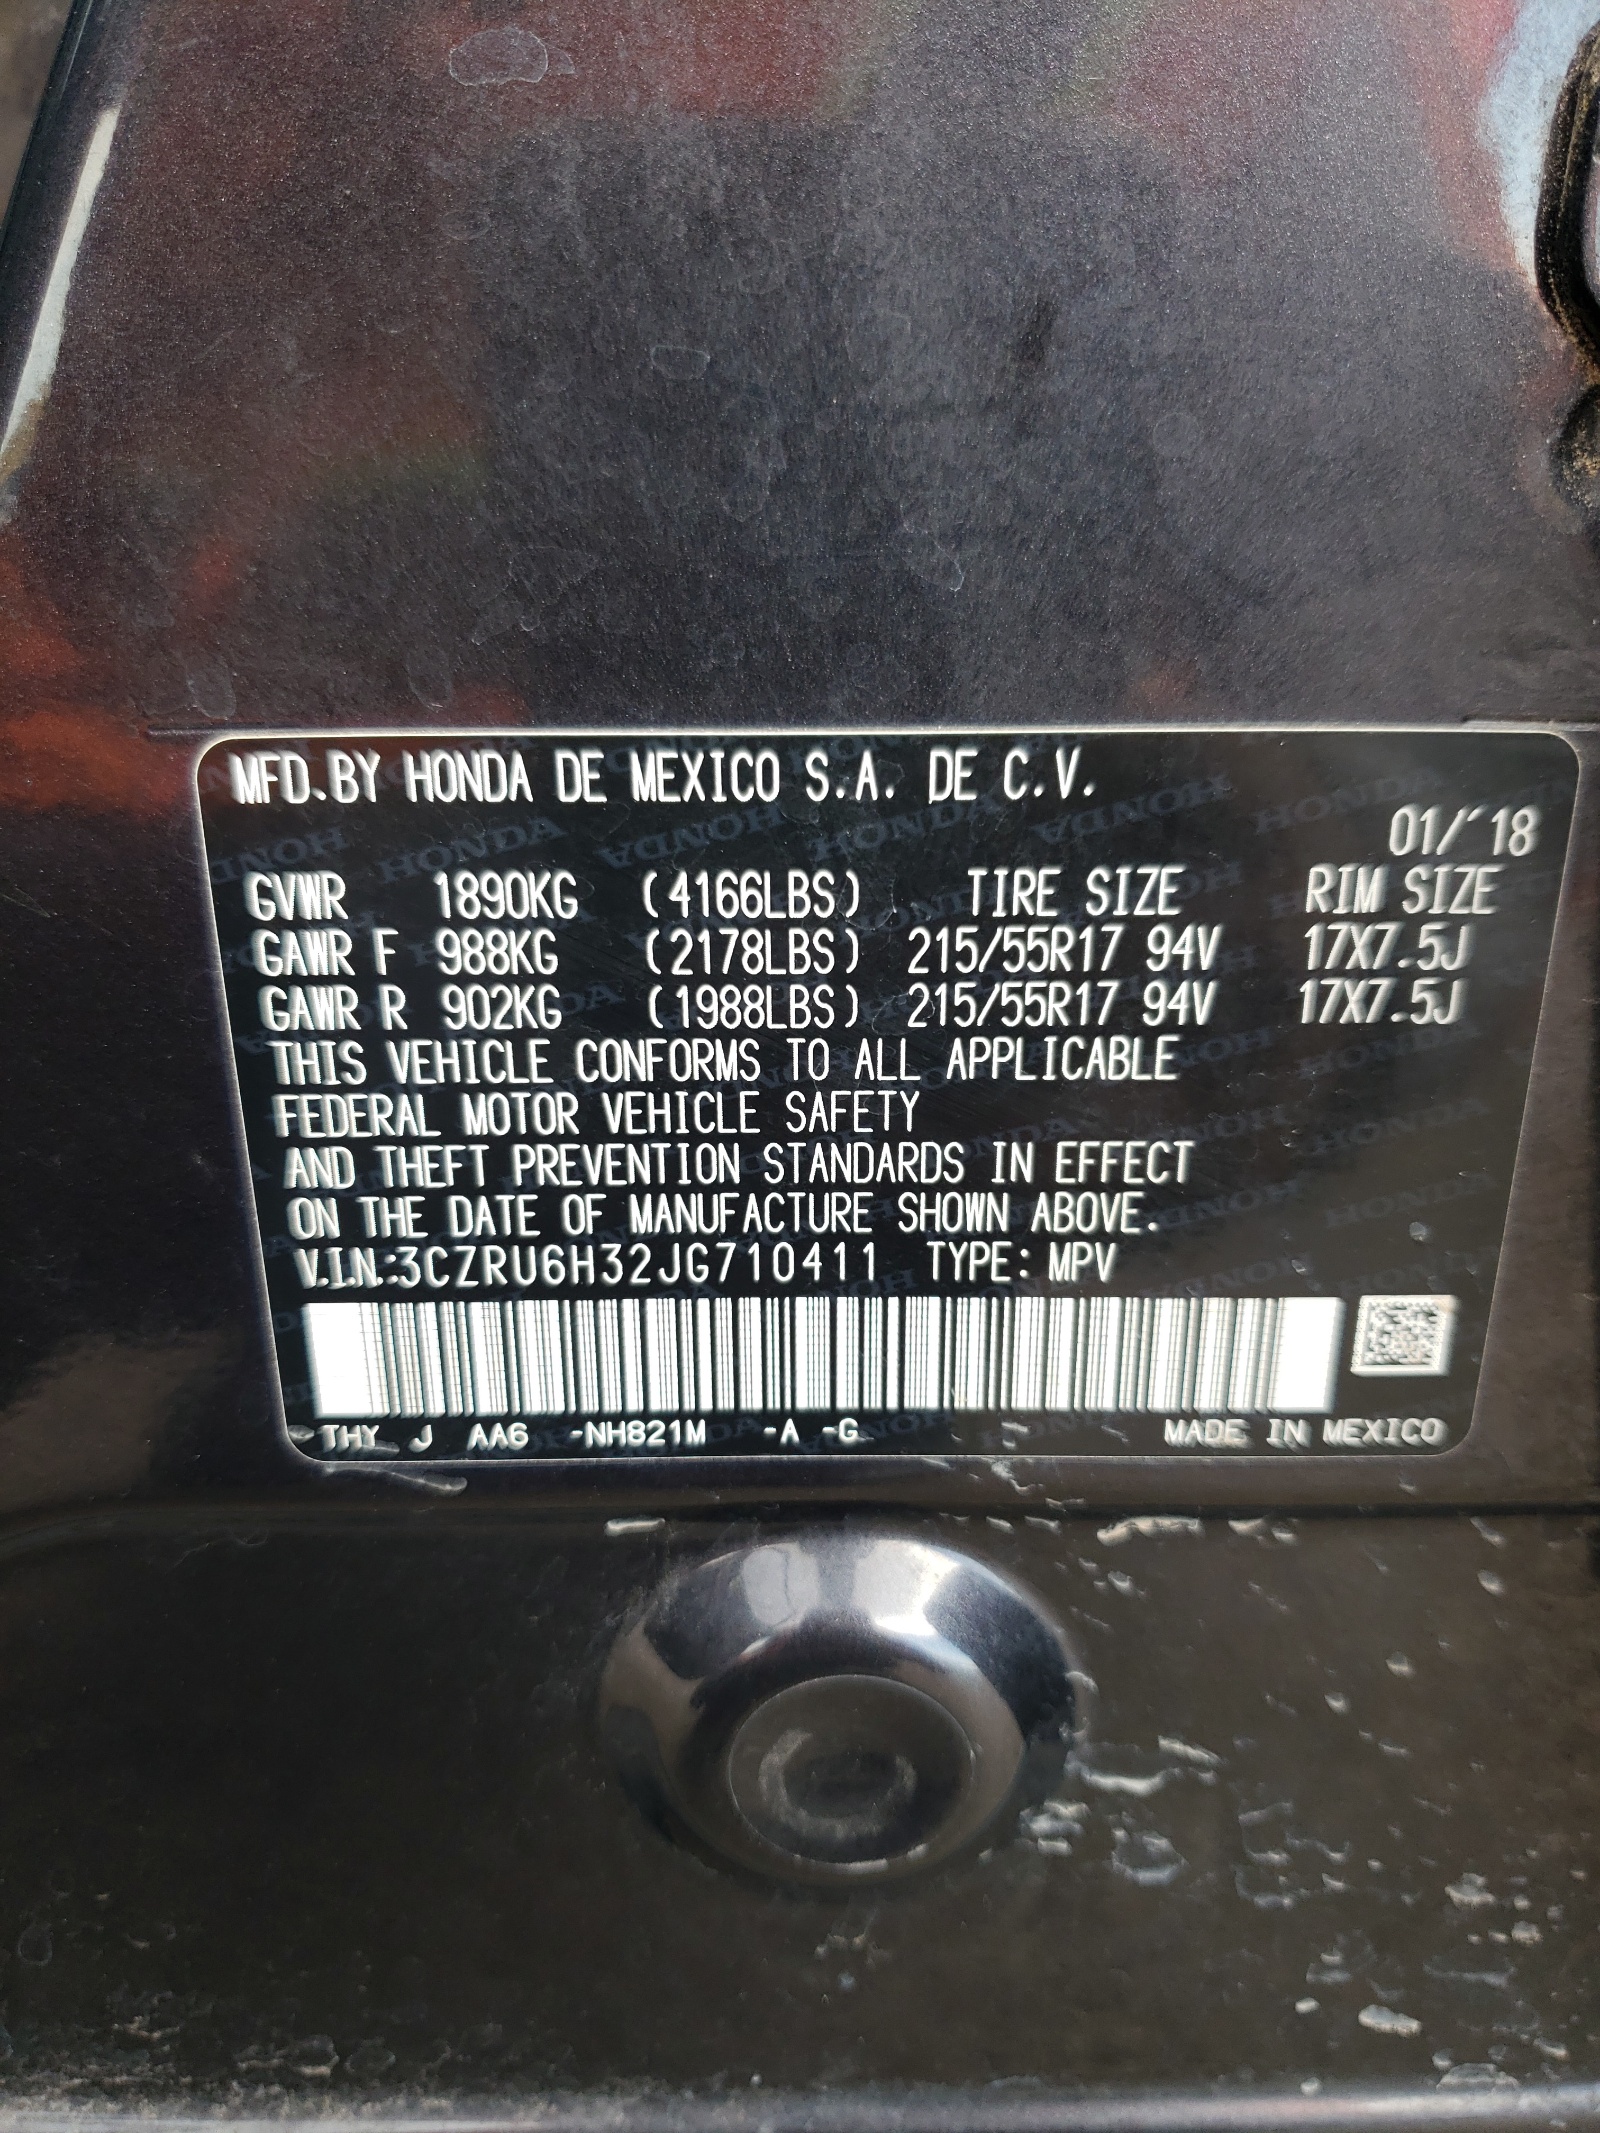 MFD.BY HONDA DE MEXICO S.A. DE C.V.
01/'18
GVWR 1890KG (4166LBS) TIRE SIZE RIM SIZE
GAWR F 988KG (2178LBS) 215/55R17 94V 17X7.5J
GAWR R 902KG (1988LBS) 215/55R17 94V 17X7.5J
THIS VEHICLE CONFORMS TO ALL APPLICABLE
FEDERAL MOTOR VEHICLE SAFETY
AND THEFT PREVENTION STANDARDS IN EFFECT
ON THE DATE OF MANUFACTURE SHOWN ABOVE.
V.I.N.:3CZRU6H32JG710411 TYPE: MPV
THY J AA6 -NH821M -A -G MADE IN MEXICO